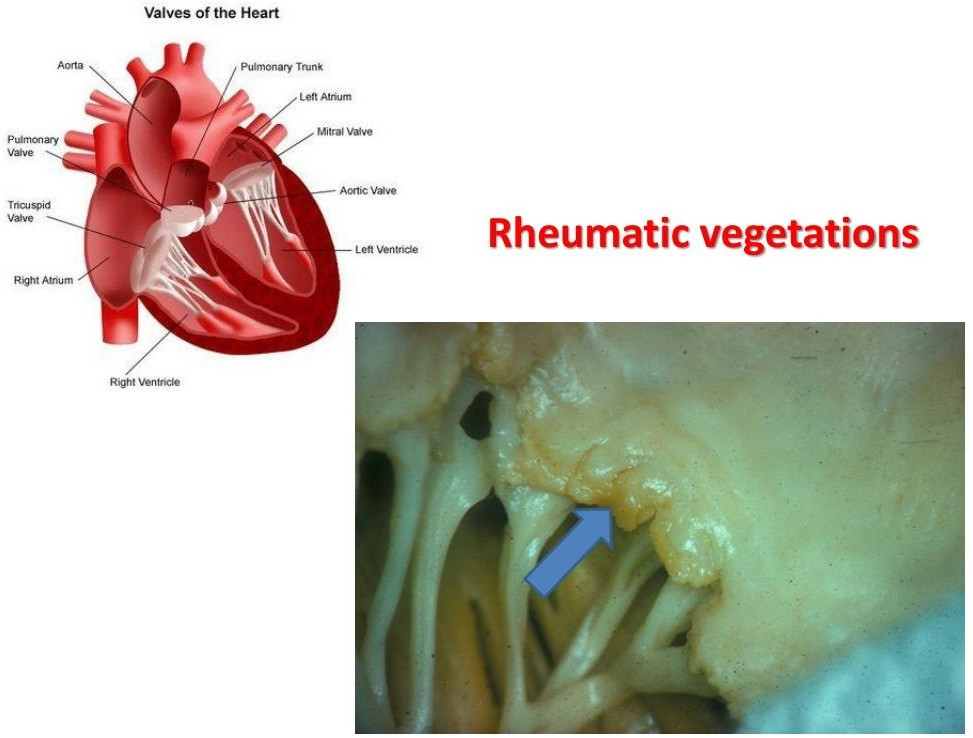 Valves of the Heart
Aorta
Pulmonary Trunk
Left Atrium
Mitral Valve
Pulmonary
Valve
Aortic Valve
Tricuspid
Valve
Rheumatic vegetations
Left Ventricle
Right Atrium
Right Ventricle